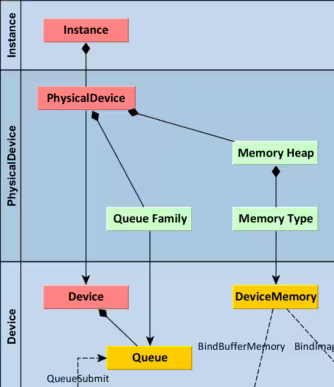 Instance
Instance
PhysicalDevice
PhysicalDevice
Memory Heap
Queue Family
Memory Type
Device
Device
DeviceMemory
BindBufferMemory
Queue
QueueSubmit